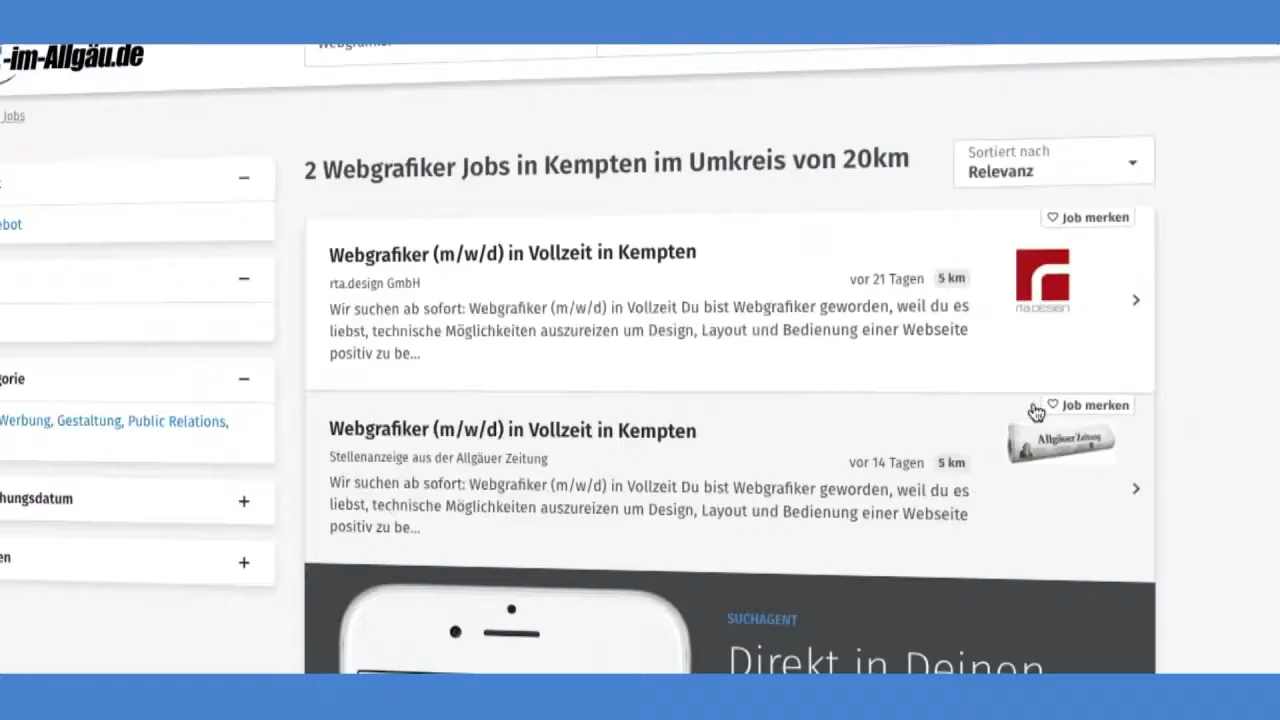 -im-Allgäu.de
Webgrafiker
Jobs
2 Webgrafiker Jobs in Kempten im Umkreis von 20km
Sortiert nach
Relevanz
ebot
gorie
Werbung, Gestaltung, Public Relations,
hungsdatum
en
Job merken
Webgrafiker (m/w/d) in Vollzeit in Kempten
rta.design GmbH
vor 21 Tagen 5 km
Wir suchen ab sofort: Webgrafiker (m/w/d) in Vollzeit Du bist Webgrafiker geworden, weil du es
liebst, technische Möglichkeiten auszureizen um Design, Layout und Bedienung einer Webseite
positiv zu be...
rta.design
Job merken
Webgrafiker (m/w/d) in Vollzeit in Kempten
Stellenanzeige aus der Allgäuer Zeitung
vor 14 Tagen 5 km
Wir suchen ab sofort: Webgrafiker (m/w/d) in Vollzeit Du bist Webgrafiker geworden, weil du es
liebst, technische Möglichkeiten auszureizen um Design, Layout und Bedienung einer Webseite
positiv zu be...
Allgäuer Zeitung
SUCHAGENT
Direkt in Deinen